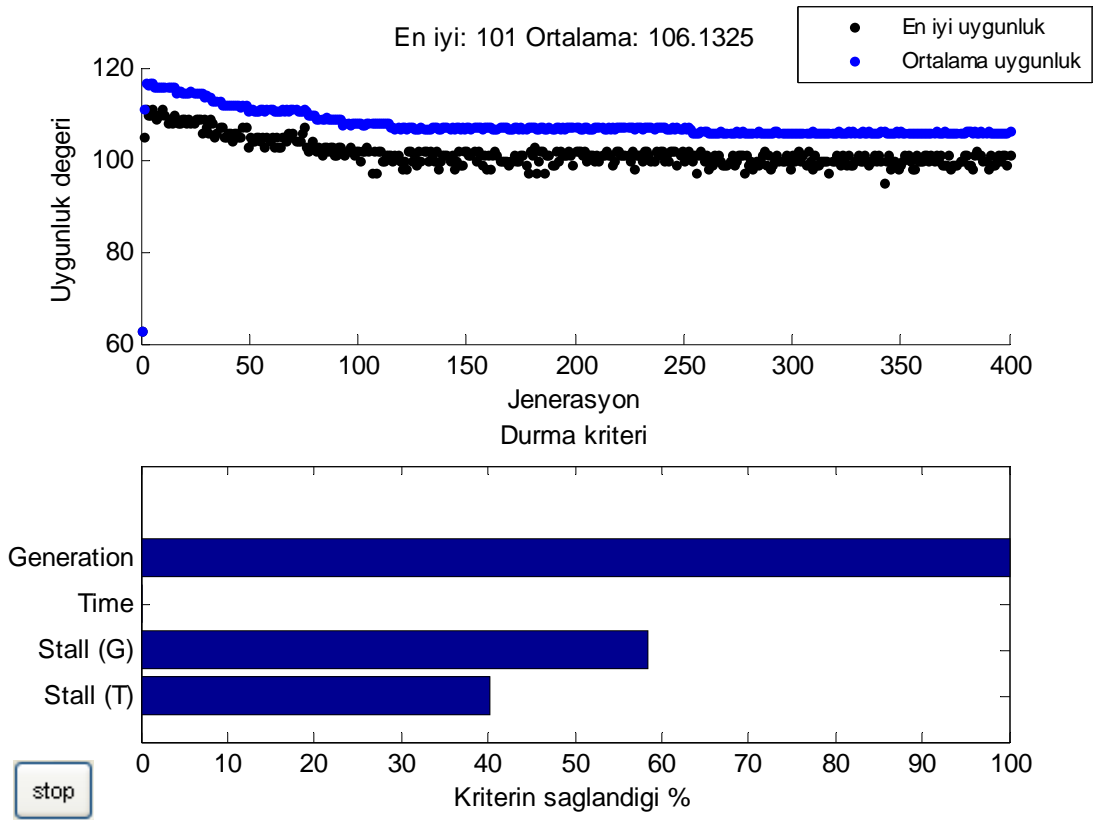 En iyi: 101 Ortalama: 106.1325
En iyi uygunluk
Ortalama uygunluk
120
100
80
60
Uygunluk degeri
0 50 100 150 200 250 300 350 400
Jenerasyon
Durma kriteri
Generation
Time
Stall (G)
Stall (T)
0 10 20 30 40 50 60 70 80 90 100
Kriterin saglandigi %
stop